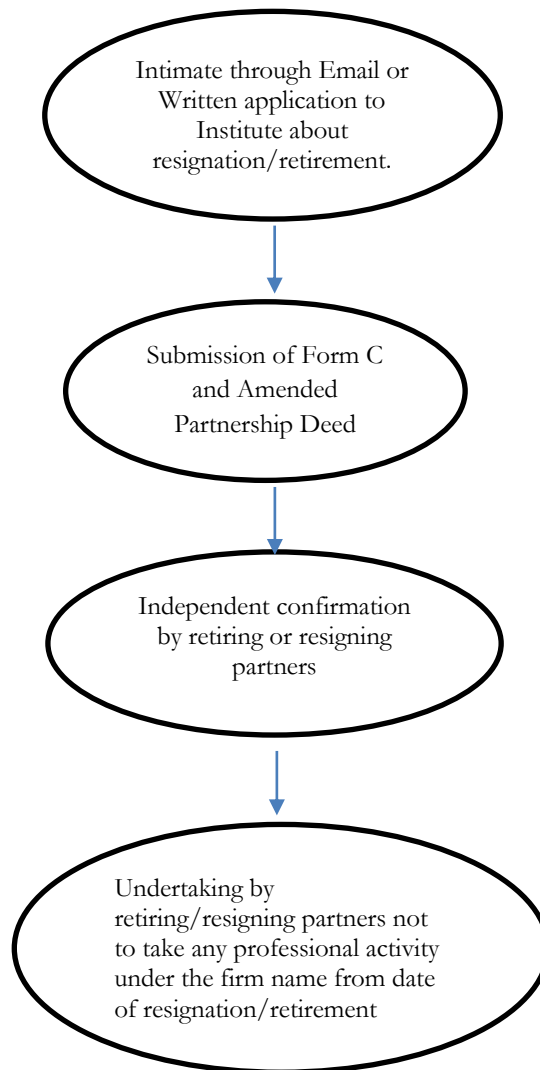 Intimate through Email or
Written application to
Institute about
resignation/retirement.
Submission of Form C
and Amended
Partnership Deed
Independent confirmation
by retiring or resigning
partners
Undertaking by
retiring/resigning partners not
to take any professional activity
under the firm name from date
of resignation/retirement